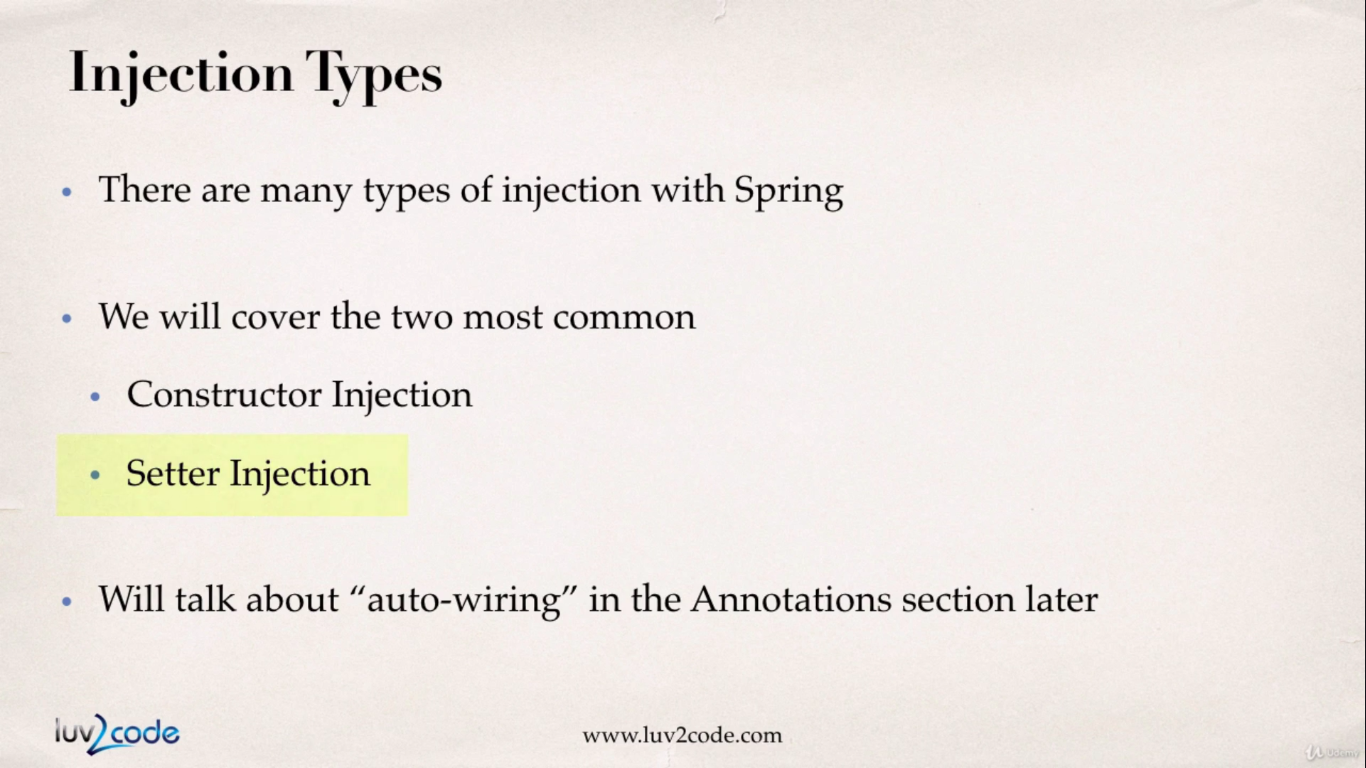 Injection Types
• There are many types of injection with Spring
• We will cover the two most common
• Constructor Injection
• Setter Injection
• Will talk about “auto-wiring” in the Annotations section later
luv2code
www.luv2code.com
Udemy